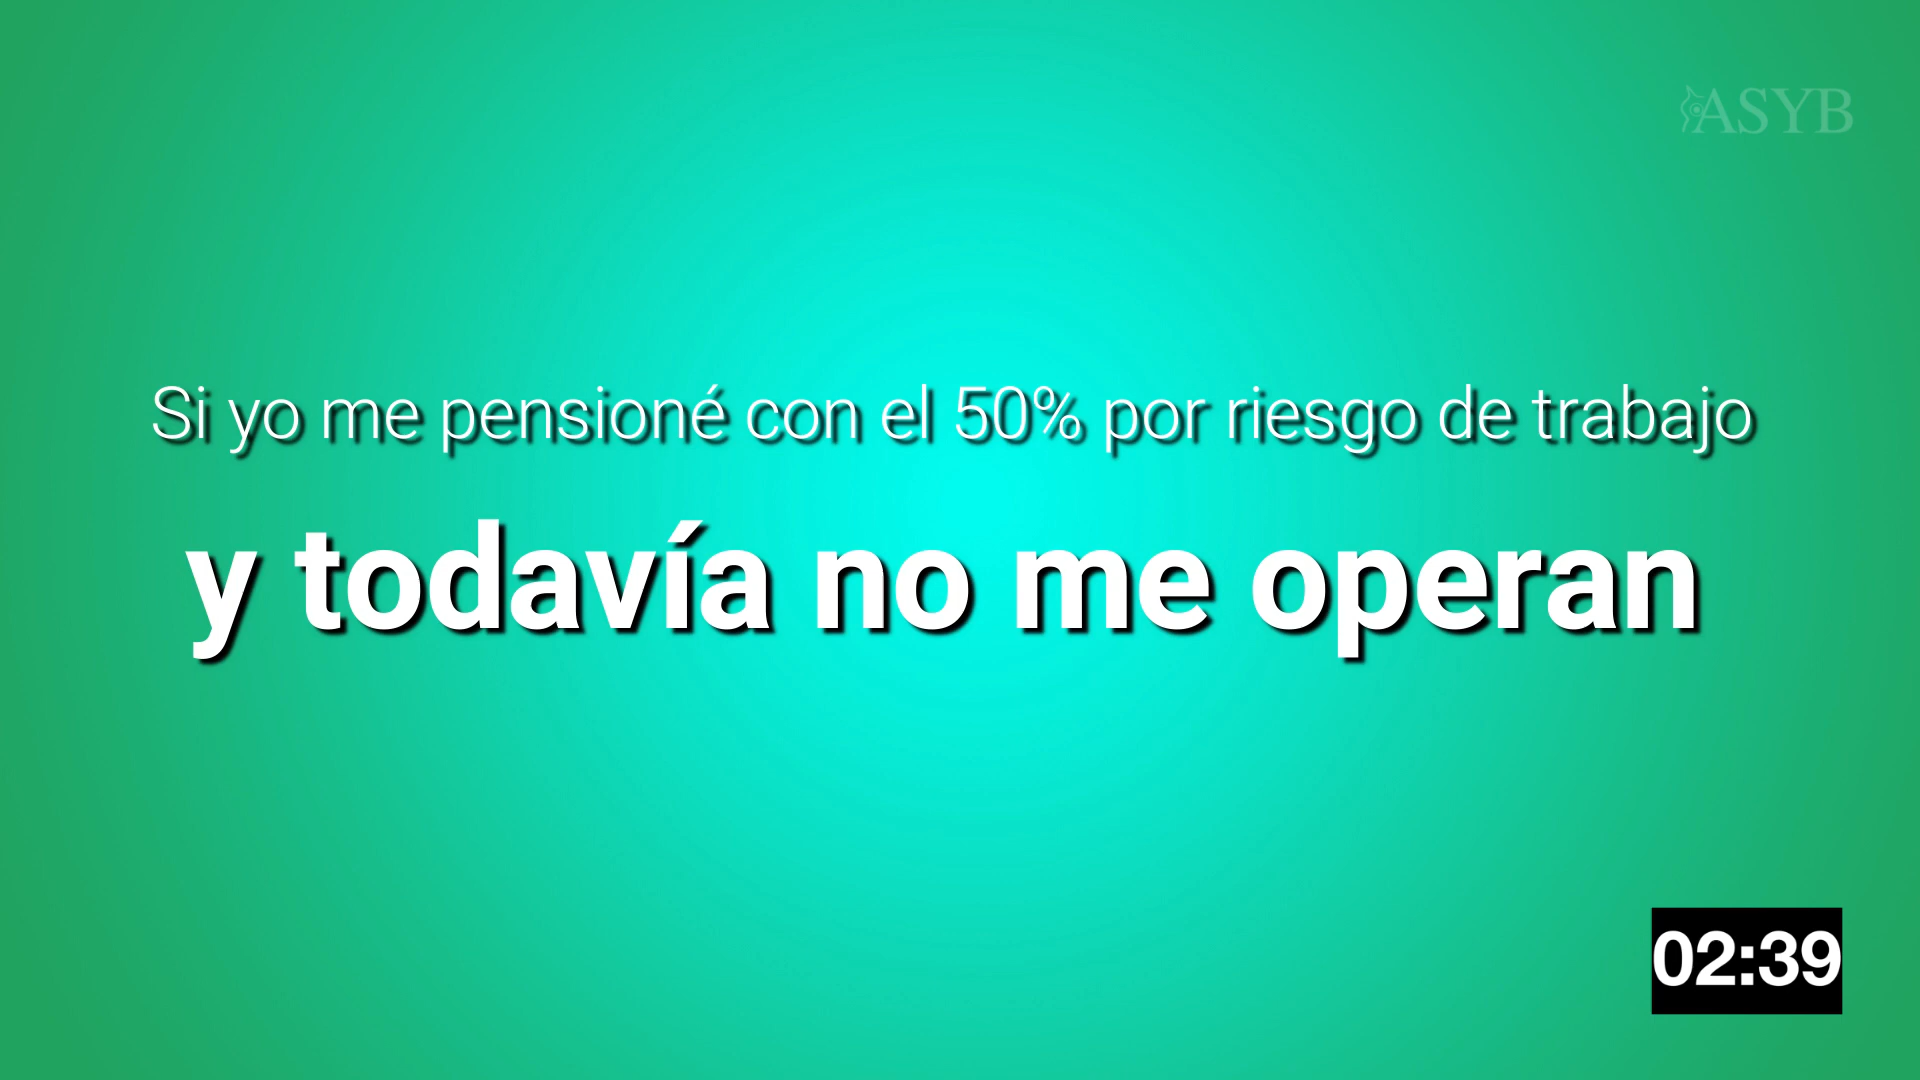 ASYB
Si yo me pensioné con el 50% por riesgo de trabajo
y todavía no me operan
02:39